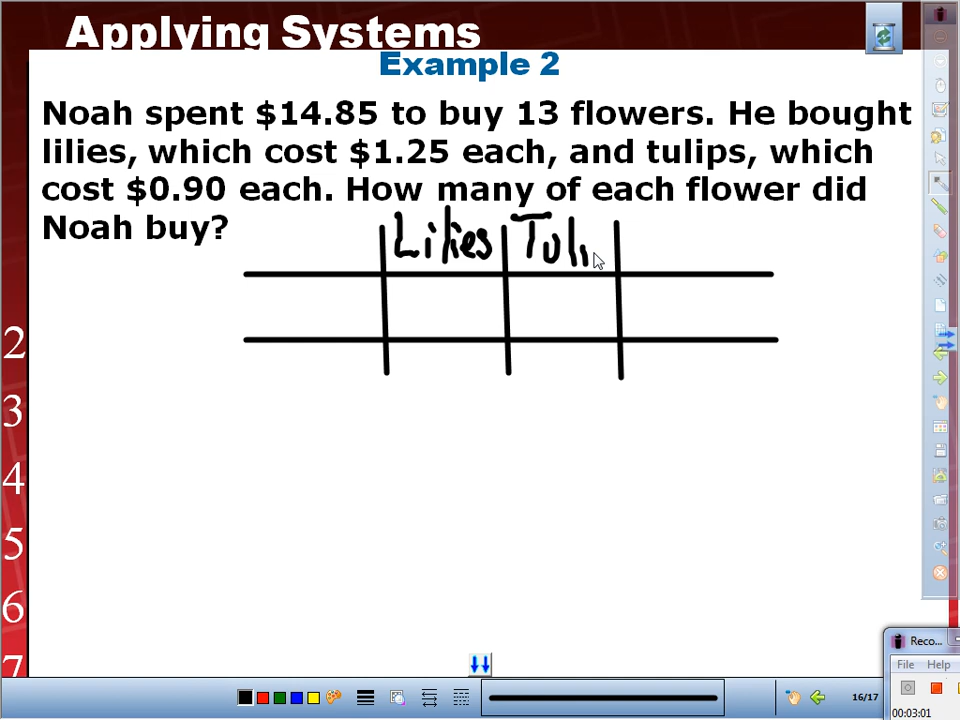 Applying Systems
Example 2
Noah spent $14.85 to buy 13 flowers. He bought
lilies, which cost $1.25 each, and tulips, which
cost $0.90 each. How many of each flower did
Noah buy?
Lilies Tuli
2
3
4
5
6
7
16/17
Reco...
File Help
00:03:01